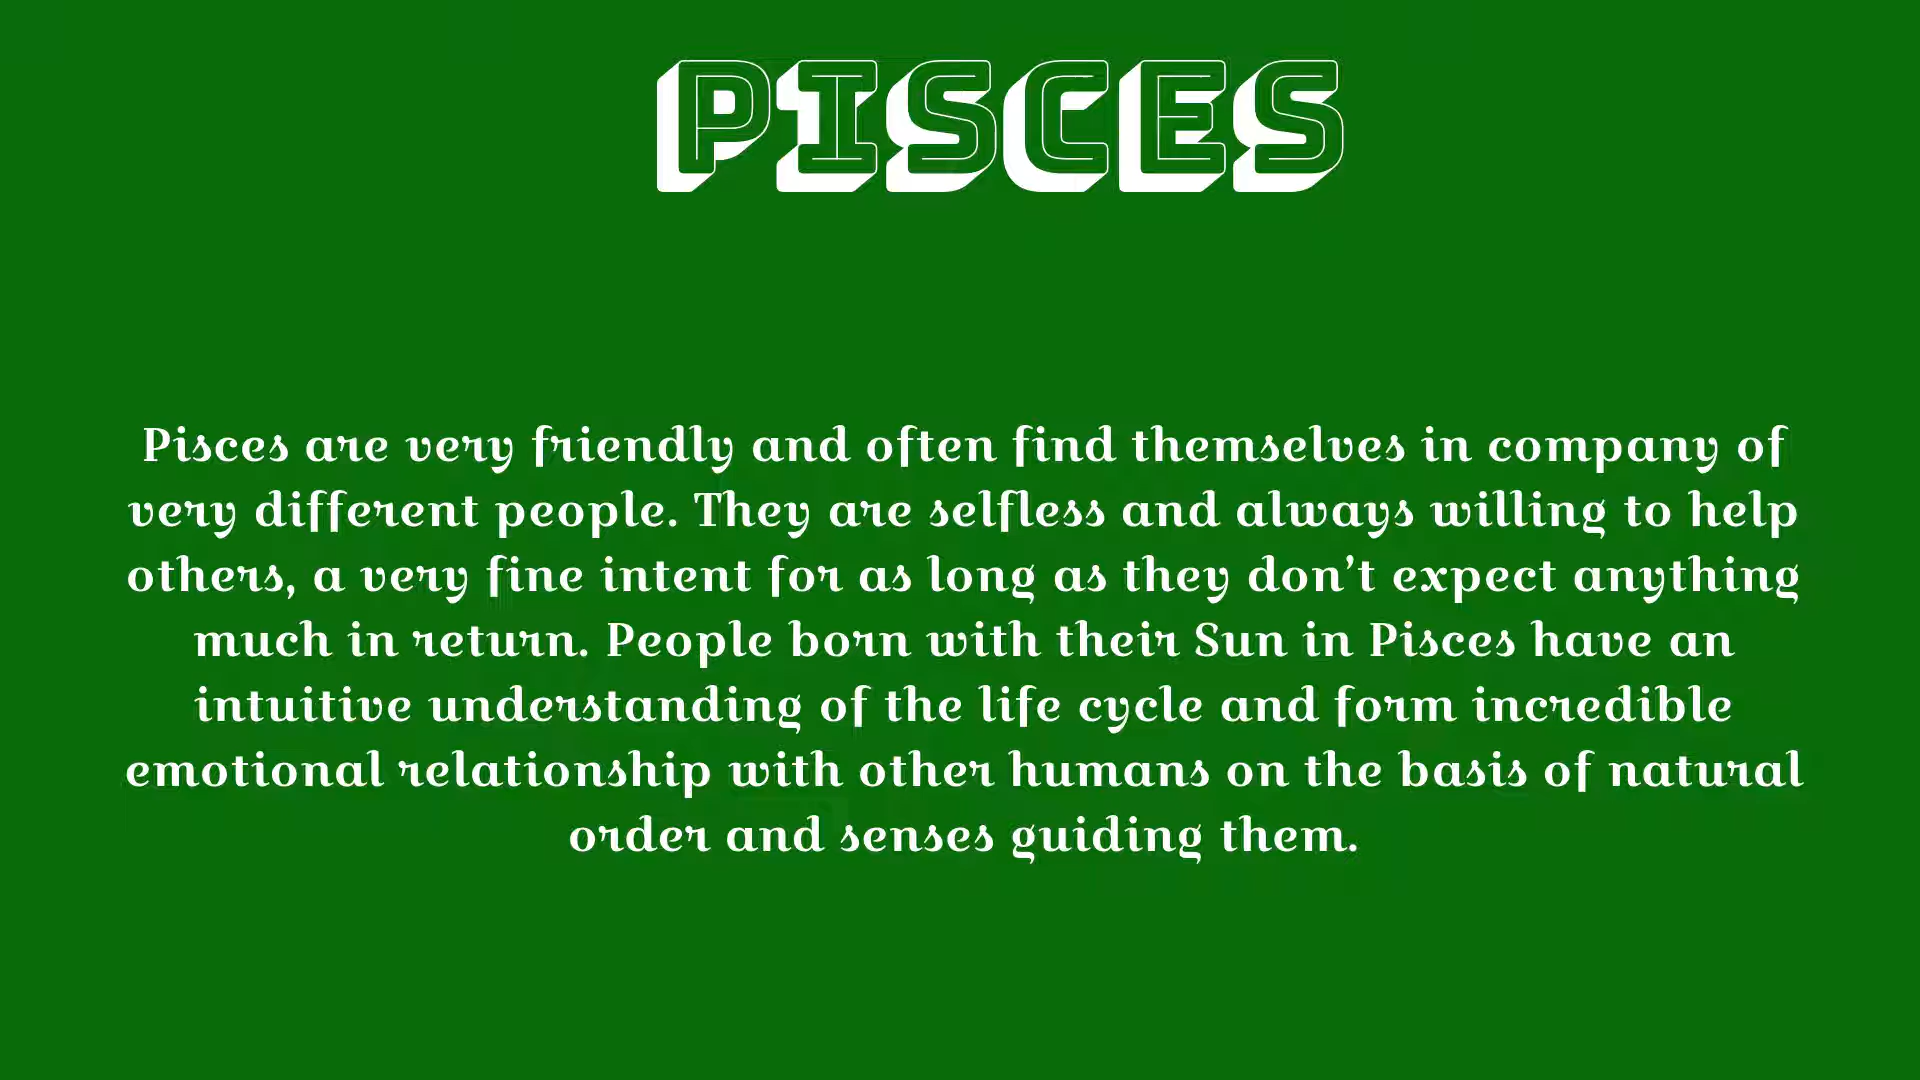 PISCES
Pisces are very friendly and often find themselves in company of
very different people. They are selfless and always willing to help
others, a very fine intent for as long as they don’t expect anything
much in return. People born with their Sun in Pisces have an
intuitive understanding of the life cycle and form incredible
emotional relationship with other humans on the basis of natural
order and senses guiding them.